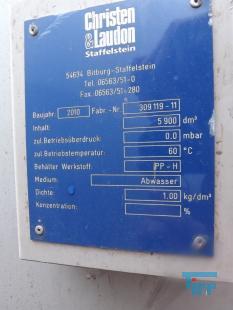 Christen
& Laudon
Staffelstein
54634 Bitburg-Staffelstein
Tel. 06563/51-0
Fax. 06563/51-280
Baujahr: 2010 Fabr.-Nr. 309 119-11
Inhalt: 5 900 dm³
zul. Betriebsüberdruck: 0.0 mbar
zul. Betriebstemperatur: 60 °C
Behälter Werkstoff: PP-H
Medium: Abwasser
Dichte: 1.00 kg/dm³
Konzentration: %